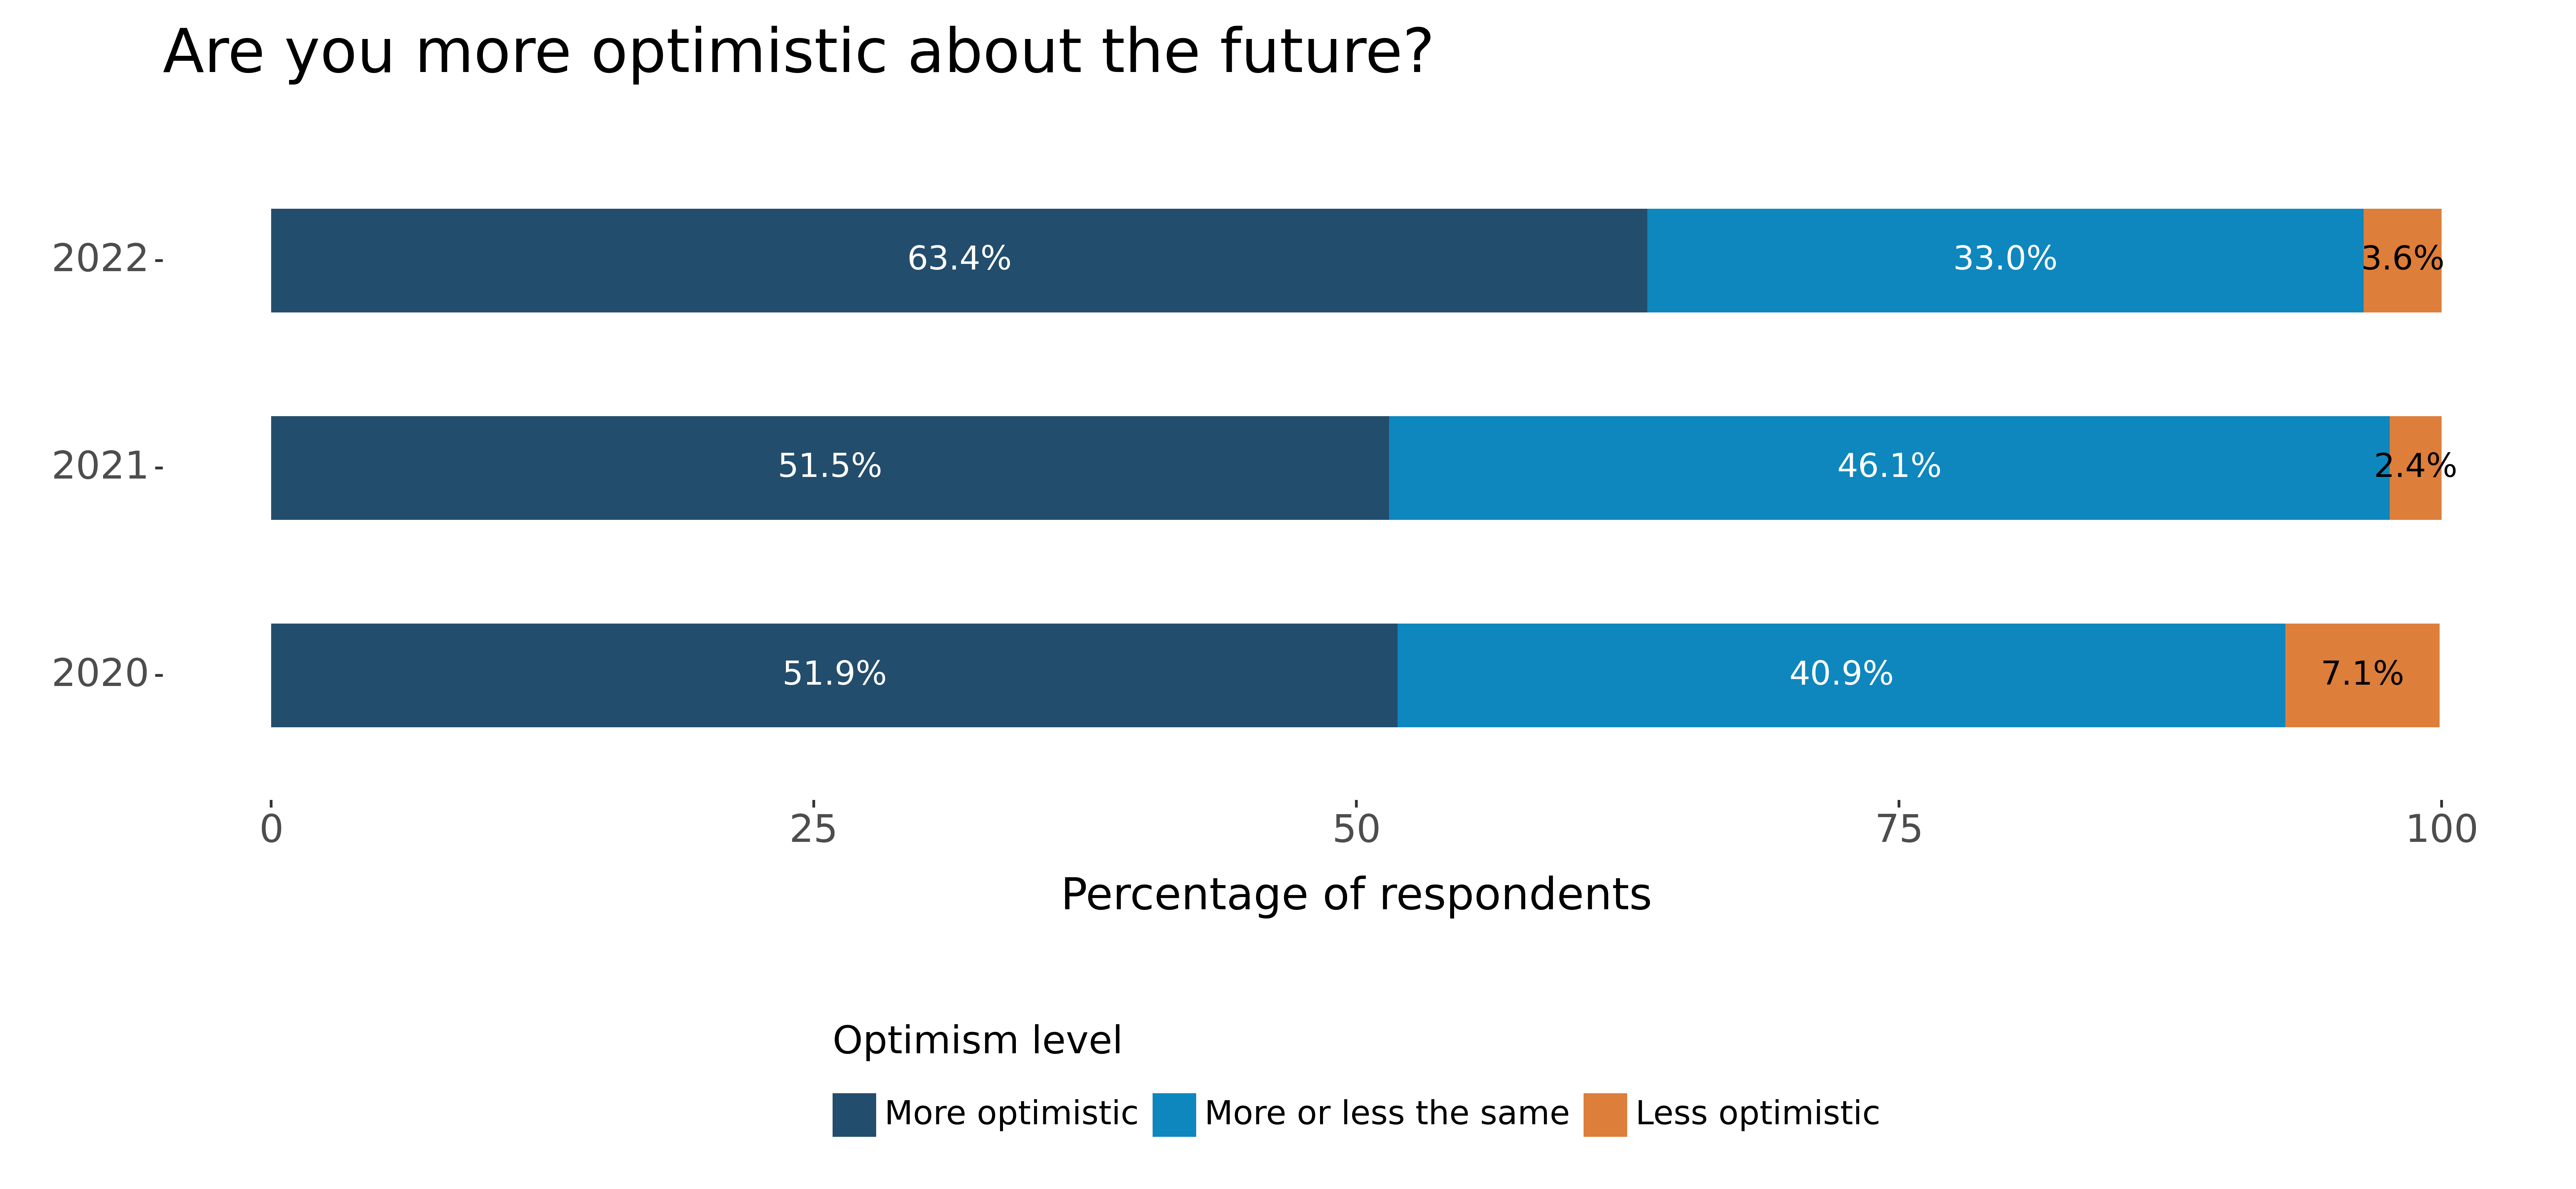 Are you more optimistic about the future?
2022
63.4% 33.0% 3.6%
2021
51.5% 46.1% 2.4%
2020
51.9% 40.9% 7.1%
0 25 50 75 100
Percentage of respondents
Optimism level
More optimistic More or less the same Less optimistic